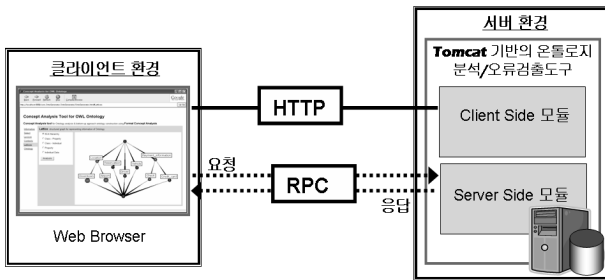 클라이언트 환경
Concept Analysis Tool for OWL Ontology
Web Browser
HTTP
요청
RPC
응답
서버 환경
Tomcat 기반의 온톨로지
분석/오류검출도구
Client Side 모듈
Server Side 모듈